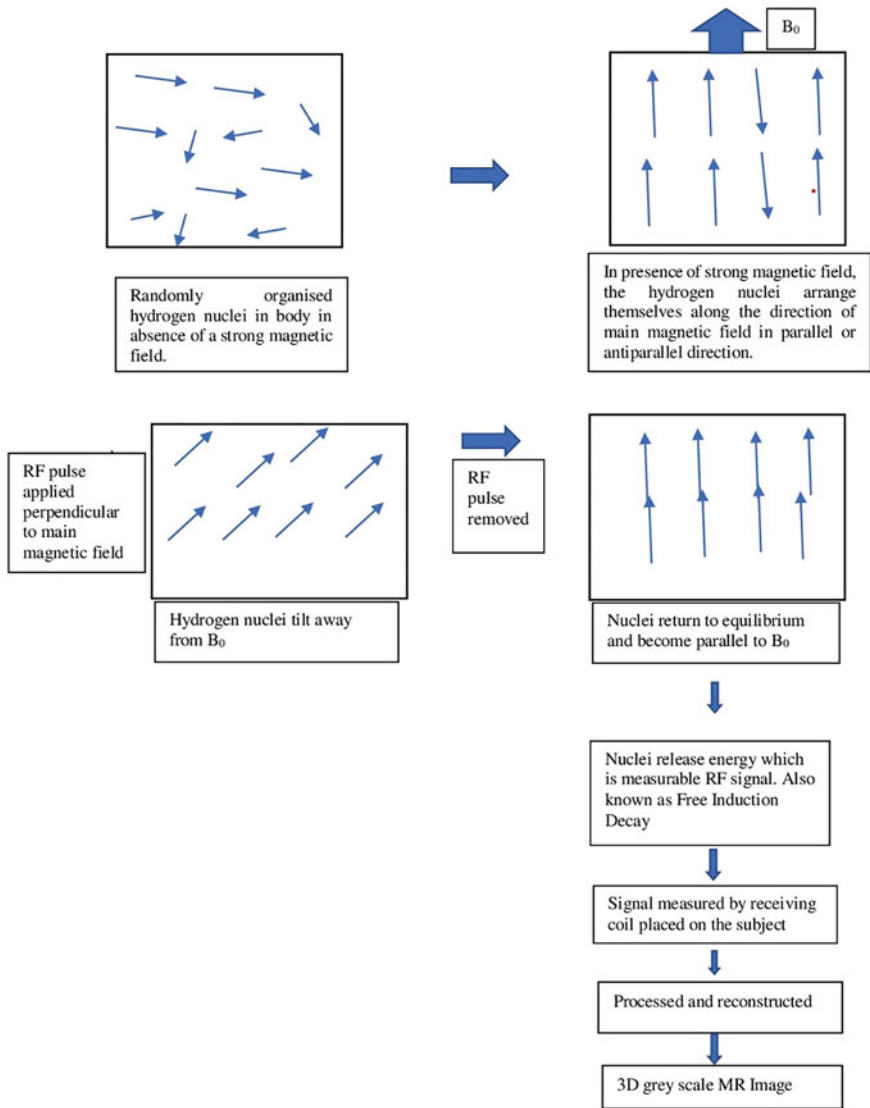 B₀
Randomly organised
hydrogen nuclei in body in
absence of a strong magnetic
field.
In presence of strong magnetic field,
the hydrogen nuclei arrange
themselves along the direction of
main magnetic field in parallel or
antiparallel direction.
RF pulse
applied
perpendicular
to main
magnetic field
Hydrogen nuclei tilt away
from B₀
RF
pulse
removed
Nuclei return to equilibrium
and become parallel to B₀
Nuclei release energy which
is measurable RF signal. Also
known as Free Induction
Decay
Signal measured by receiving
coil placed on the subject
Processed and reconstructed
3D grey scale MR Image